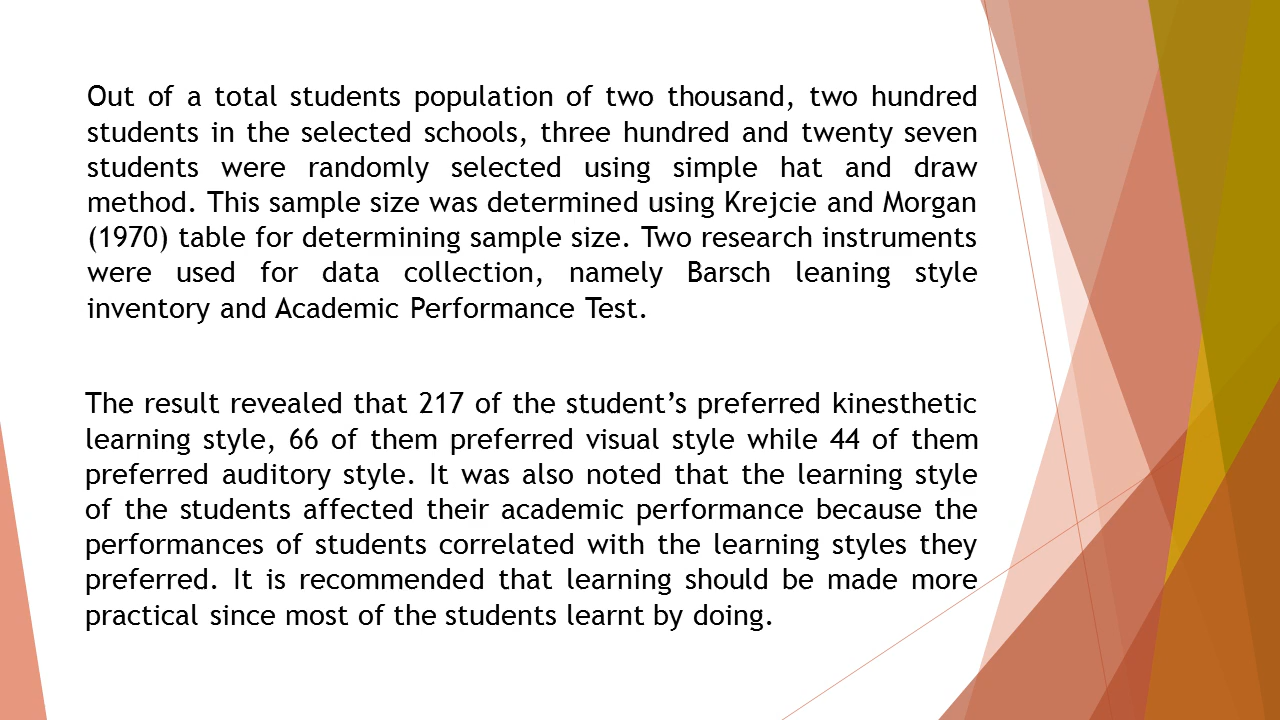 Out of a total students population of two thousand, two hundred
students in the selected schools, three hundred and twenty seven
students were randomly selected using simple hat and draw
method. This sample size was determined using Krejcie and Morgan
(1970) table for determining sample size. Two research instruments
were used for data collection, namely Barsch leaning style
inventory and Academic Performance Test.
The result revealed that 217 of the student’s preferred kinesthetic
learning style, 66 of them preferred visual style while 44 of them
preferred auditory style. It was also noted that the learning style
of the students affected their academic performance because the
performances of students correlated with the learning styles they
preferred. It is recommended that learning should be made more
practical since most of the students learnt by doing.